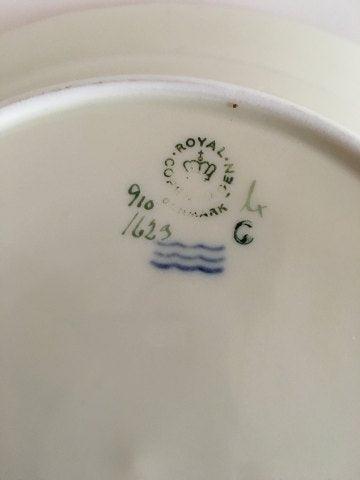 ROYAL COPENHAGEN
DENMARK
910
1623